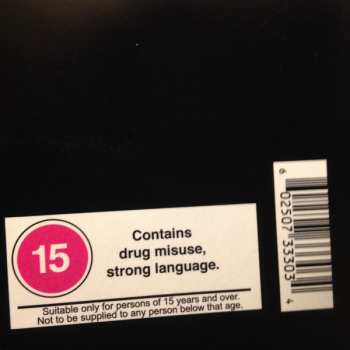 15
Contains
drug misuse,
strong language.
Suitable only for persons of 15 years and over.
Not to be supplied to any person below that age.
6 02507 33303 4